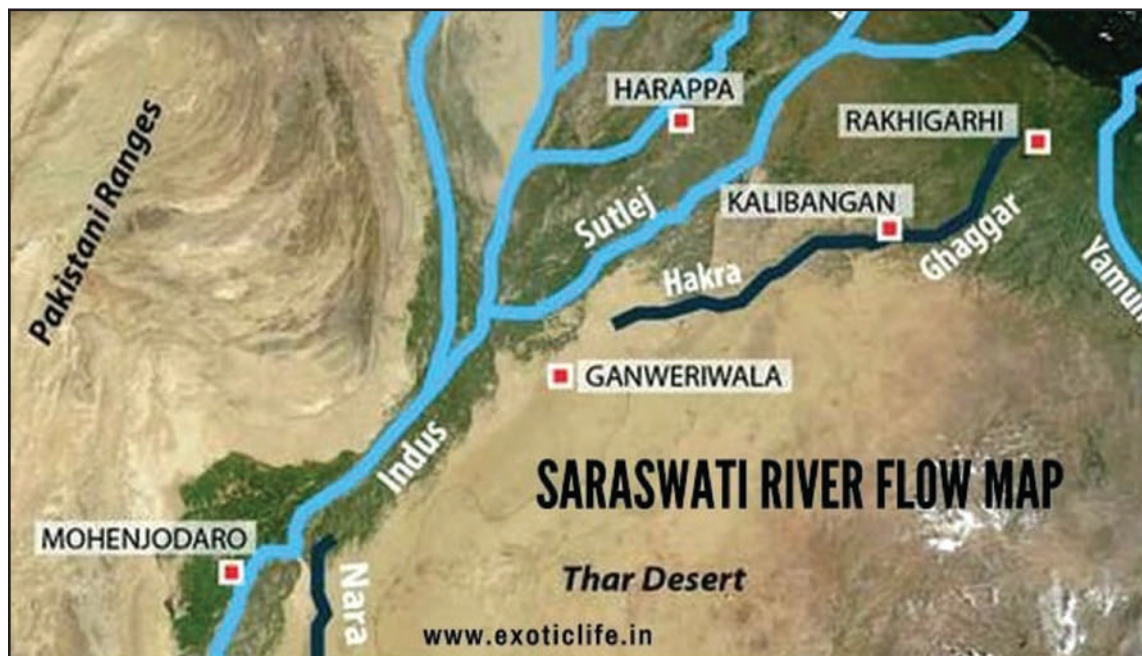 HARAPPA
RAKHIGARHI
Pakistani Ranges
KALIBANGAN
Sutlej
Ghaggar
Hakra
GANWERIWALA
Indus
SARASWATI RIVER FLOW MAP
MOHENJODARO
Thar Desert
Nara
www.exoticlife.in